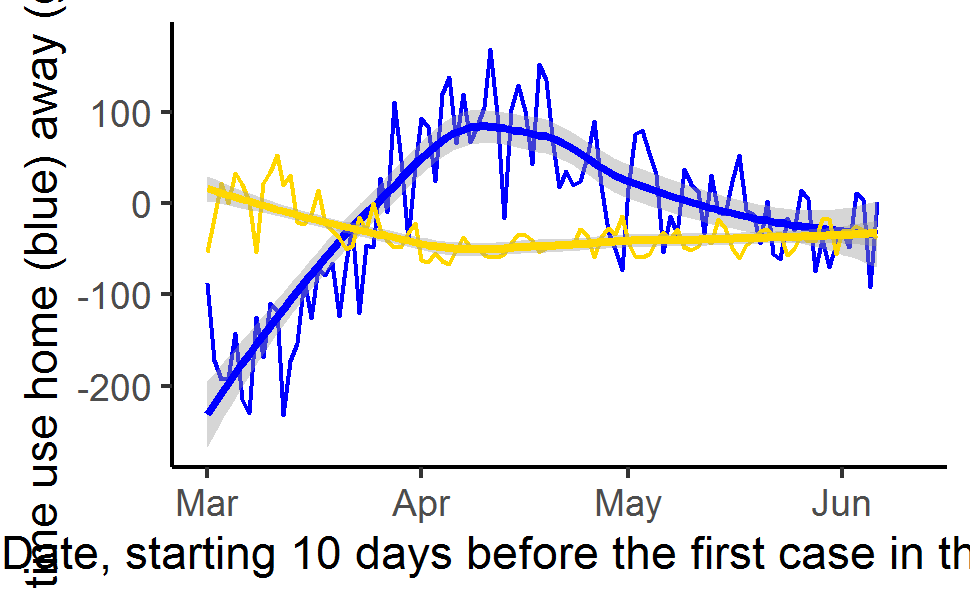 time use home (blue) away (
100
0
-100
-200
Mar Apr May Jun
Date, starting 10 days before the first case in th